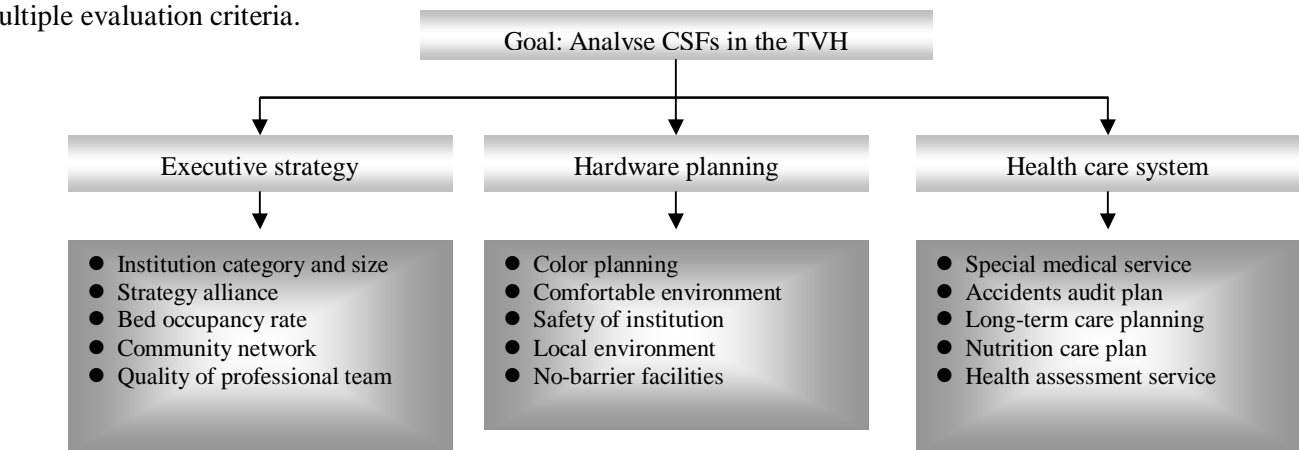 ultiple evaluation criteria.
Goal: Analyse CSFs in the TVH
Executive strategy
Hardware planning
Health care system
● Institution category and size
● Strategy alliance
● Bed occupancy rate
● Community network
● Quality of professional team
● Color planning
● Comfortable environment
● Safety of institution
● Local environment
● No-barrier facilities
● Special medical service
● Accidents audit plan
● Long-term care planning
● Nutrition care plan
● Health assessment service